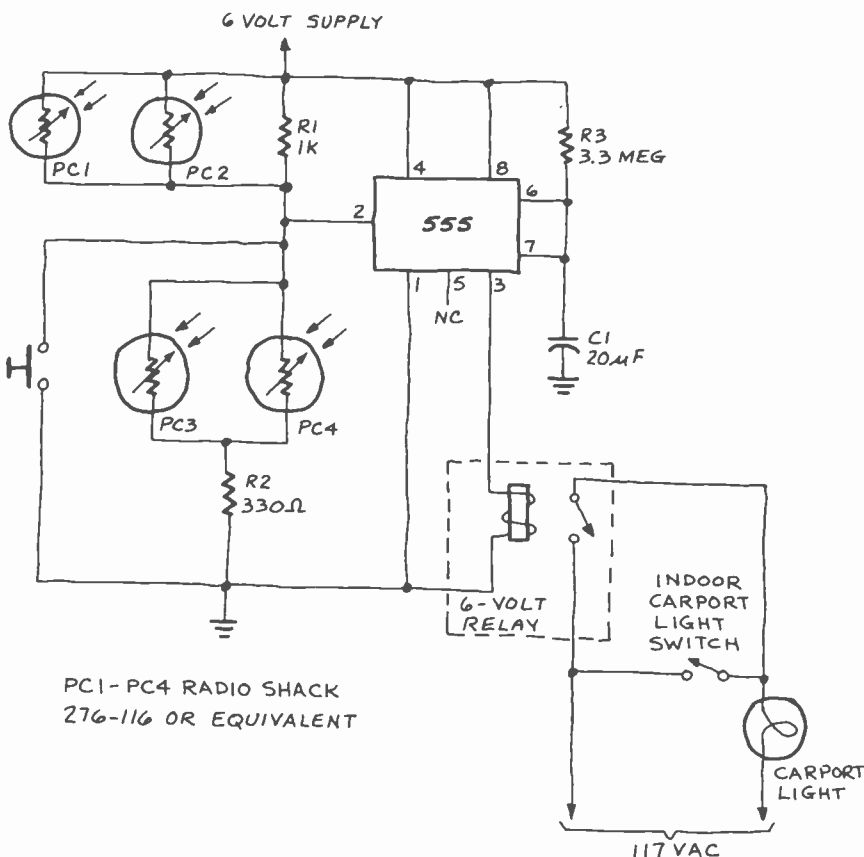 6 VOLT SUPPLY
PC1
PC2
R1
1K
R3
3.3 MEG
4
8
6
2
555
7
1
5
3
NC
C1
20µF
PC3
PC4
R2
330Ω
6-VOLT
RELAY
INDOOR
CARPORT
LIGHT
SWITCH
PC1-PC4 RADIO SHACK
276-116 OR EQUIVALENT
CARPORT
LIGHT
117 VAC